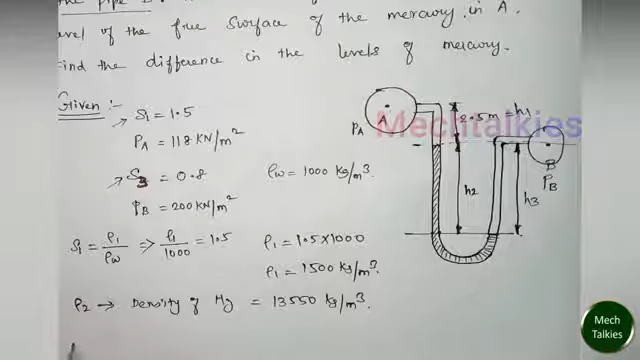 the pipe
evel of the free surface of the mercury in A.
Find the difference in the levels of mercury.
Given :-
S1 = 1.5
PA = 118 KN/m²
S3 = 0.8
ρw = 1000 kg/m³
PB = 200 KN/m²
S1 = ρ1/ρw => ρ1/1000 = 1.5
ρ1 = 1.5×1000
ρ1 = 1500 kg/m³
ρ2 → Density of Hg = 13550 kg/m³
A
PA
2.5m = h1
Mechtalkies
h2
h3
B
PB
Mech
Talkies